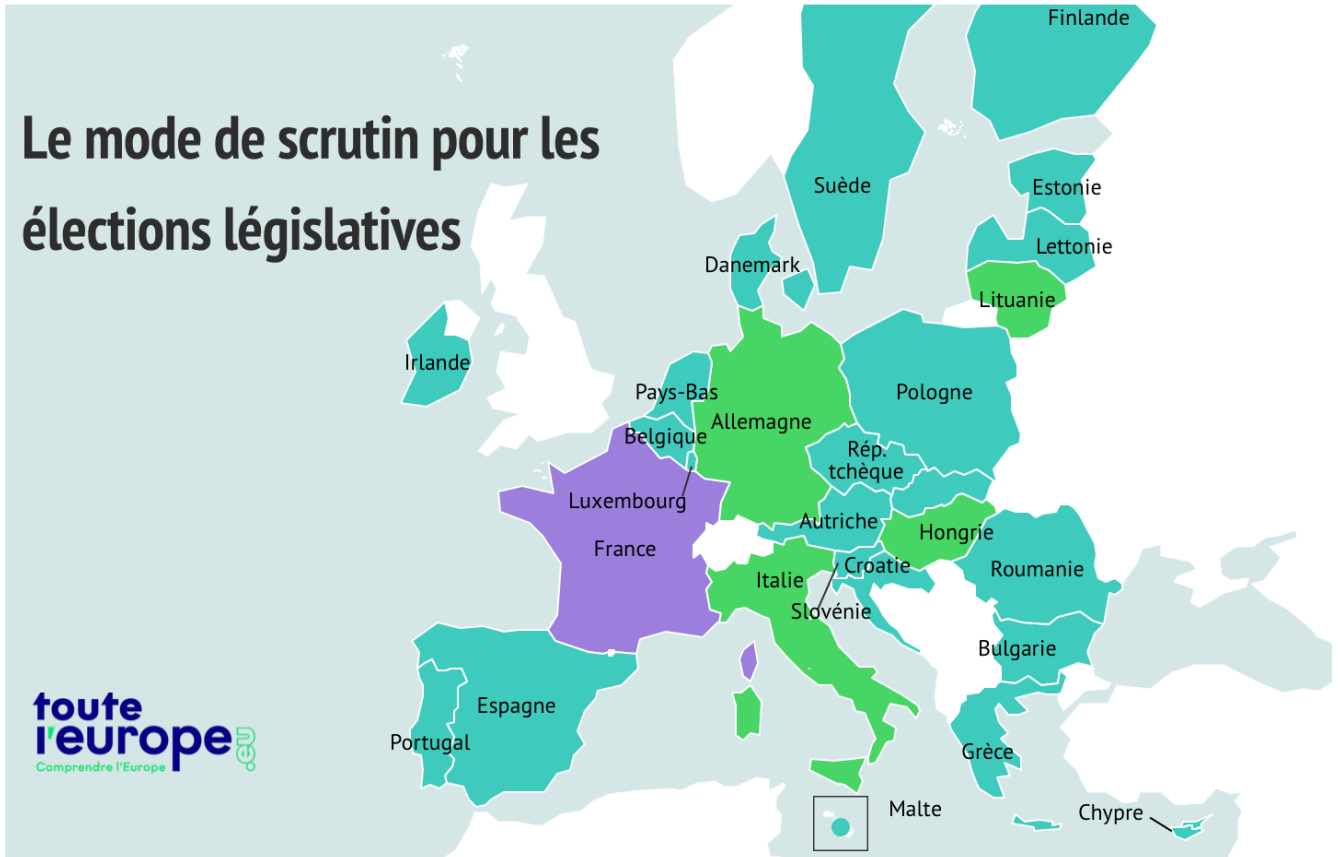 Le mode de scrutin pour les
élections législatives
Finlande
Suède
Estonie
Lettonie
Danemark
Lituanie
Irlande
Pays-Bas
Pologne
Allemagne
Belgique
Rép.
tchèque
Luxembourg
Autriche
Hongrie
France
Croatie
Roumanie
Italie
Slovénie
Bulgarie
Espagne
Portugal
Grèce
Malte
Chypre
toute
l'europe
.eu
Comprendre l'Europe